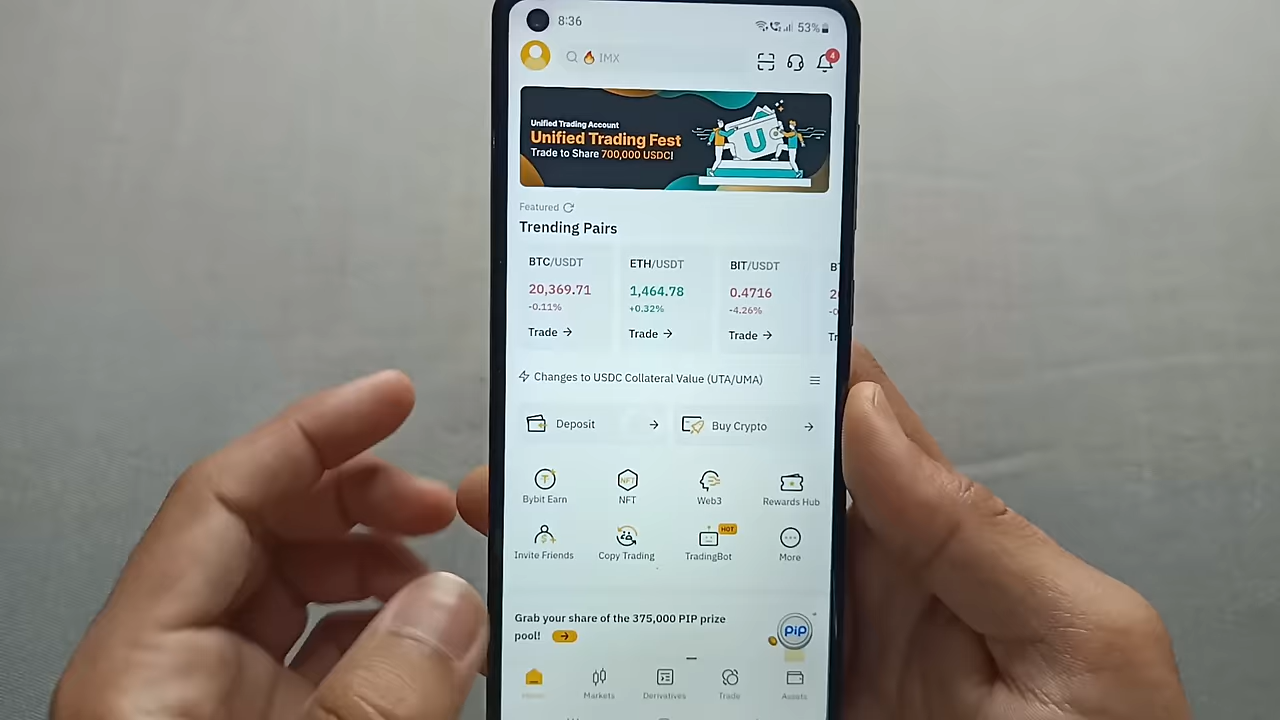 8:36
53%
IMX
4
Unified Trading Account
Unified Trading Fest
Trade to Share 700,000 USDC!
U
Featured
Trending Pairs
BTC/USDT
ETH/USDT
BIT/USDT
20,369.71
1,464.78
0.4716
-0.11%
+0.32%
-4.26%
Trade
Trade
Trade
Changes to USDC Collateral Value (UTA/UMA)
Deposit
Buy Crypto
NFT
Bybit Earn
NFT
Web3
Rewards Hub
HOT
Invite Friends
Copy Trading
TradingBot
More
Grab your share of the 375,000 PIP prize
pool!
PiP
Home
Markets
Derivatives
Trade
Assets